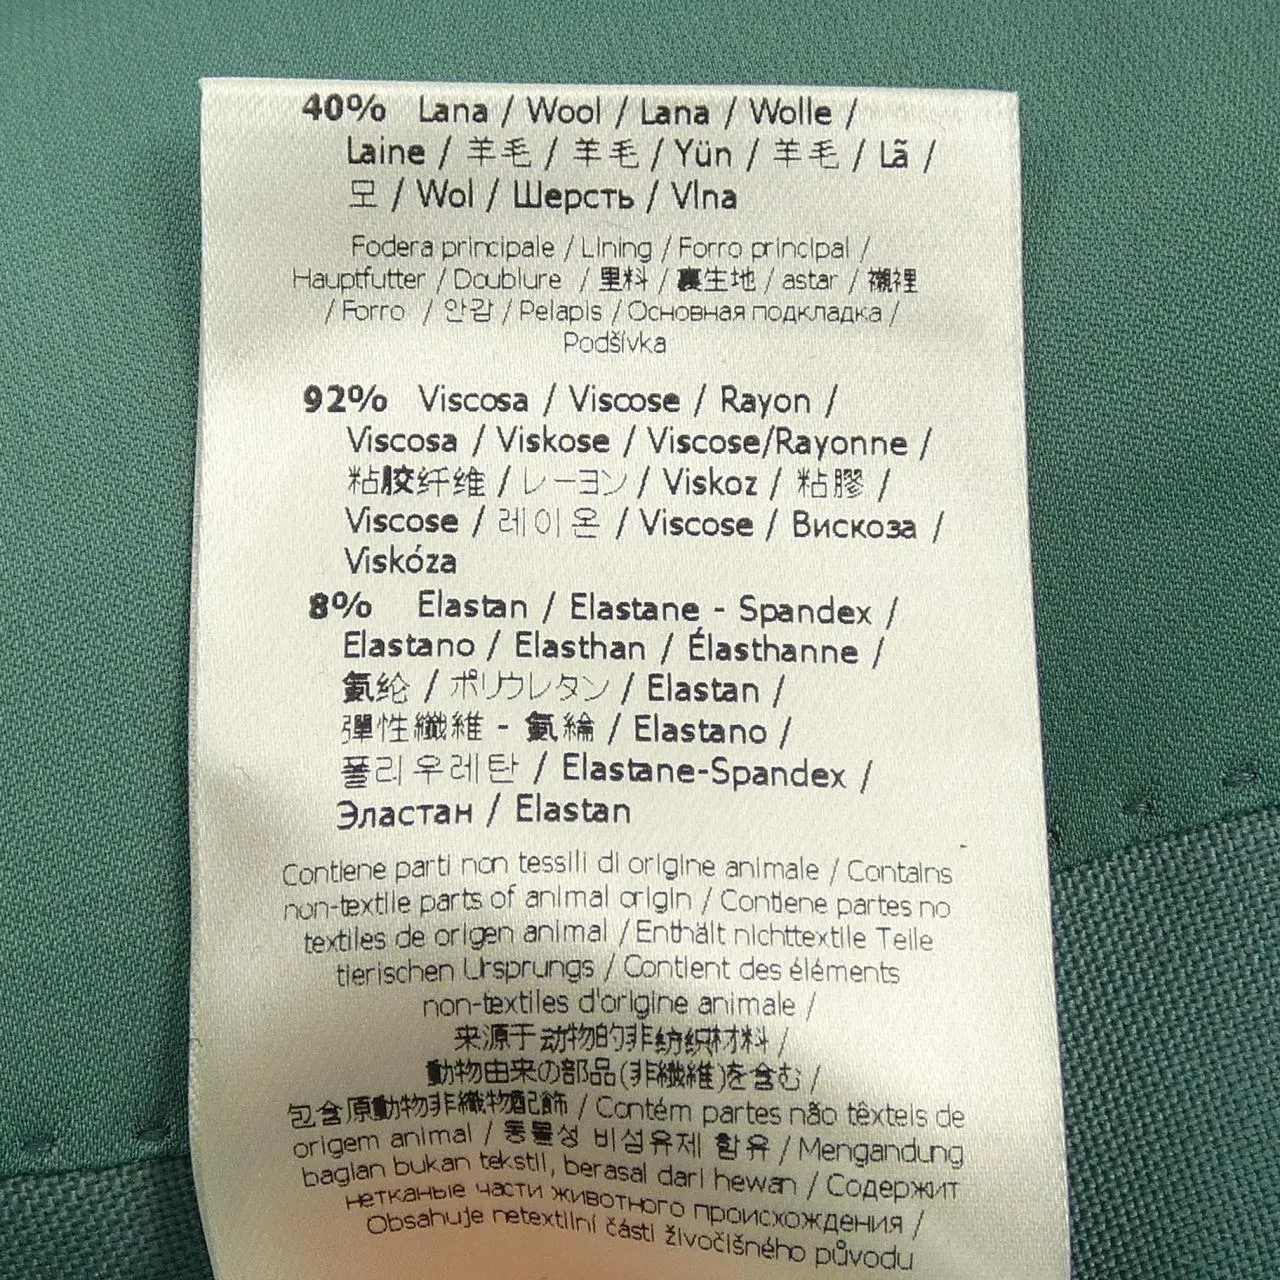 40% Lana / Wool / Lana / Wolle /
Laine / 羊毛 / 羊毛 / Yün / 羊毛 / Lã /
모 / Wol / Шерсть / Vlna
Fodera principale / Lining / Forro principal /
Hauptfutter / Doublure / 里料 / 裏生地 / astar / 襯裡
/ Forro / 안감 / Pelapis / Основная подкладка /
Podšívka
92% Viscosa / Viscose / Rayon /
Viscosa / Viskose / Viscose/Rayonne /
粘胶纤维 / レーヨン / Viskoz / 粘膠 /
Viscose / 레이온 / Viscose / Вискоза /
Viskóza
8% Elastan / Elastane - Spandex /
Elastano / Elasthan / Élasthanne /
氨纶 / ポリウレタン / Elastan /
彈性纖維 - 氨綸 / Elastano /
폴리우레탄 / Elastane-Spandex /
Эластан / Elastan
Contiene parti non tessili di origine animale / Contains
non-textile parts of animal origin / Contiene partes no
textiles de origen animal / Enthält nichttextile Teile
tierischen Ursprungs / Contient des éléments
non-textiles d'origine animale /
来源于动物的非纺织材料 /
動物由来の部品(非繊維)を含む /
包含原動物非織物配飾 / Contém partes não têxteis de
origem animal / 동물성 비섬유제 함유 / Mengandung
bagian bukan tekstil, berasal dari hewan / Содержит
нетканые части животного происхождения /
Obsahuje netextilní části živočišného původu